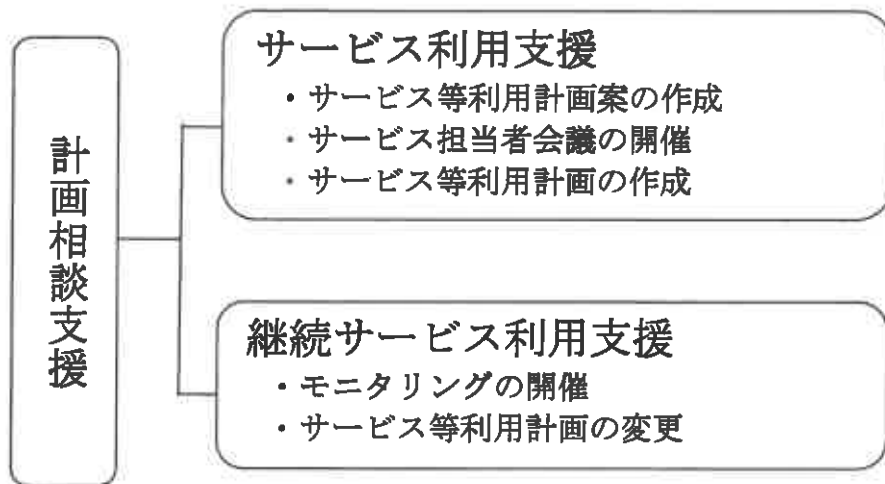 計画相談支援
サービス利用支援
・サービス等利用計画案の作成
・サービス担当者会議の開催
・サービス等利用計画の作成
継続サービス利用支援
・モニタリングの開催
・サービス等利用計画の変更